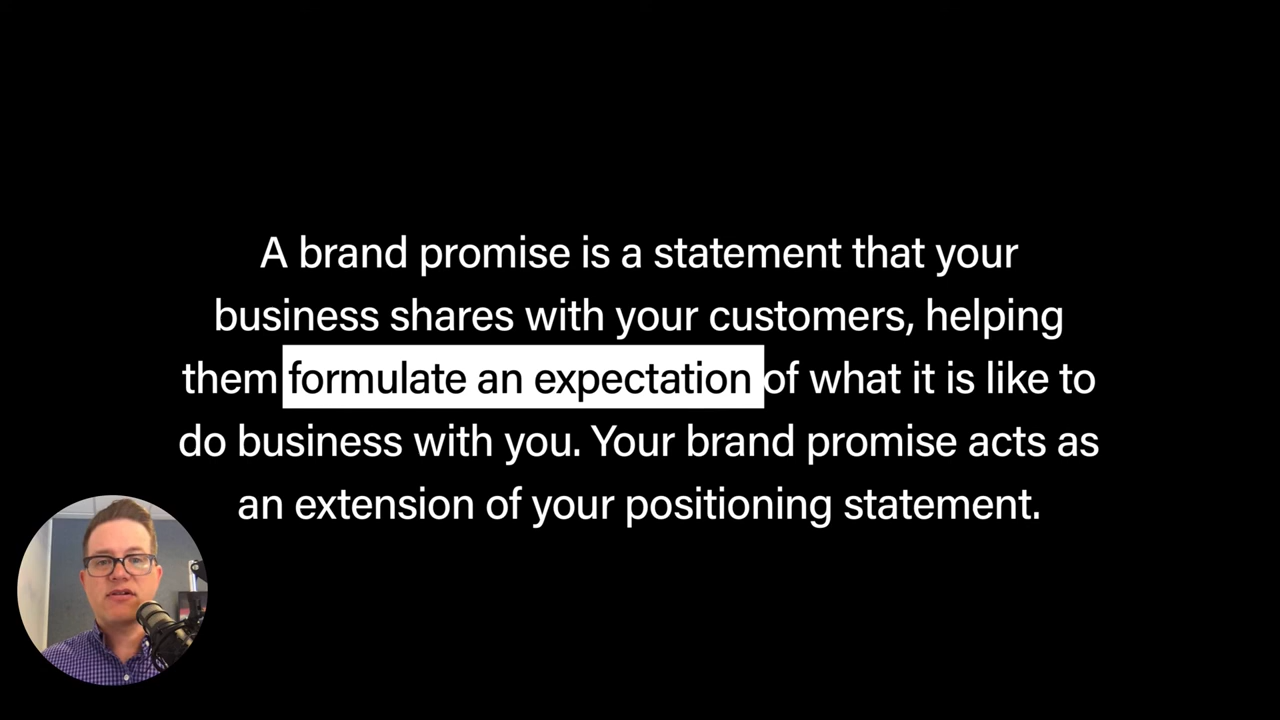 A brand promise is a statement that your
business shares with your customers, helping
them formulate an expectation of what it is like to
do business with you. Your brand promise acts as
an extension of your positioning statement.